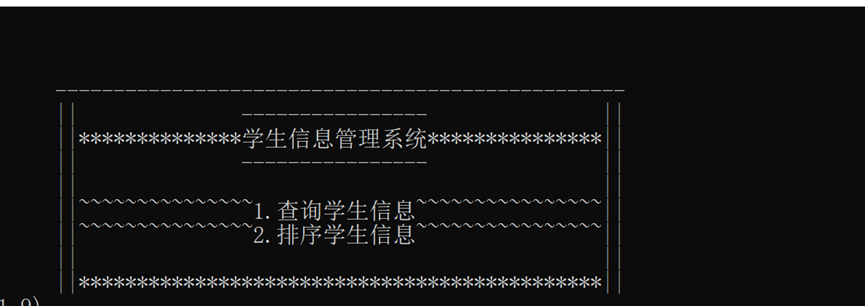 -------------------------------------------------
|| ---------------- ||
||**************学生信息管理系统***************||
|| ---------------- ||
|| ||
||~~~~~~~~~~~~~~~1.查询学生信息~~~~~~~~~~~~~~~~||
||~~~~~~~~~~~~~~~2.排序学生信息~~~~~~~~~~~~~~~~||
|| ||
||*********************************************||